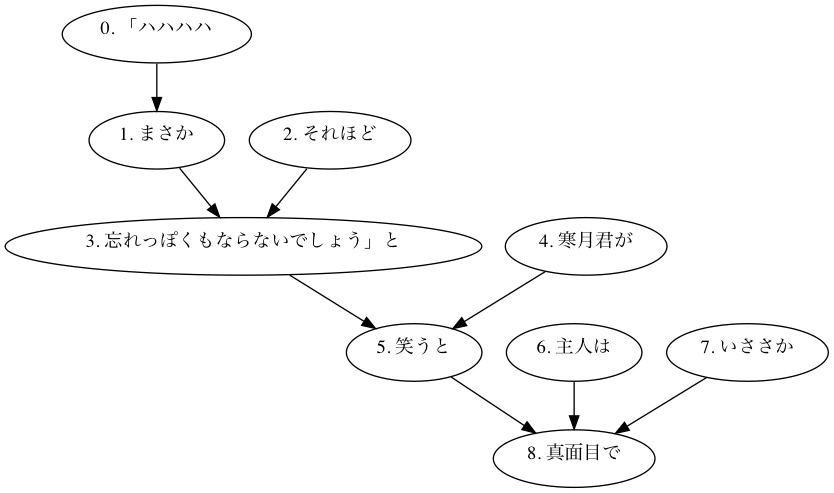 0. 「ハハハハ
1. まさか
2. それほど
3. 忘れっぽくもならないでしょう」と
4. 寒月君が
5. 笑うと
6. 主人は
7. いささか
8. 真面目で